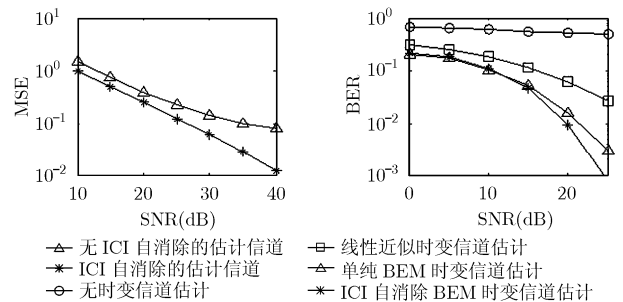 MSE
10^1
10^0
10^-1
10^-2
10 20 30 40
SNR(dB)
BER
10^0
10^-1
10^-2
10^-3
0 10 20
SNR(dB)
无 ICI 自消除的估计信道
ICI 自消除的估计信道
无时变信道估计
线性近似时变信道估计
单纯 BEM 时变信道估计
ICI 自消除 BEM 时变信道估计